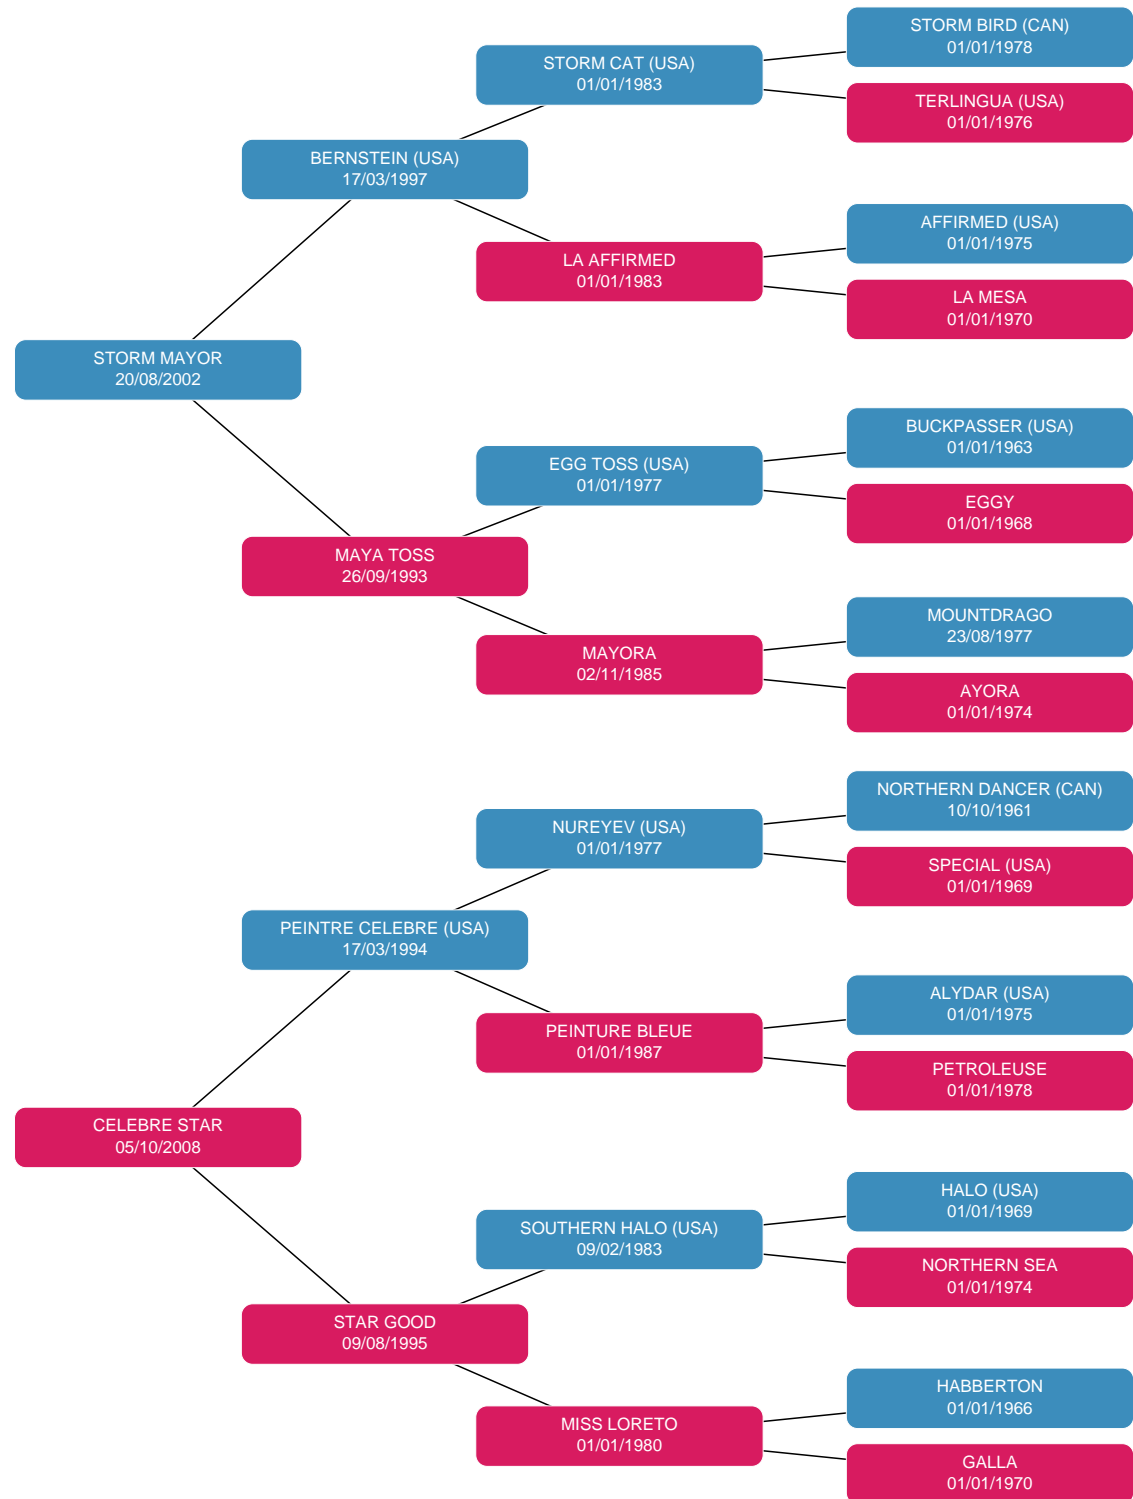 STORM BIRD (CAN)
01/01/1978
STORM CAT (USA)
01/01/1983
TERLINGUA (USA)
01/01/1976
BERNSTEIN (USA)
17/03/1997
AFFIRMED (USA)
01/01/1975
LA AFFIRMED
01/01/1983
LA MESA
01/01/1970
STORM MAYOR
20/08/2002
BUCKPASSER (USA)
01/01/1963
EGG TOSS (USA)
01/01/1977
EGGY
01/01/1968
MAYA TOSS
26/09/1993
MOUNTDRAGO
23/08/1977
MAYORA
02/11/1985
AYORA
01/01/1974
NORTHERN DANCER (CAN)
10/10/1961
NUREYEV (USA)
01/01/1977
SPECIAL (USA)
01/01/1969
PEINTRE CELEBRE (USA)
17/03/1994
ALYDAR (USA)
01/01/1975
PEINTURE BLEUE
01/01/1987
PETROLEUSE
01/01/1978
CELEBRE STAR
05/10/2008
HALO (USA)
01/01/1969
SOUTHERN HALO (USA)
09/02/1983
NORTHERN SEA
01/01/1974
STAR GOOD
09/08/1995
HABBERTON
01/01/1966
MISS LORETO
01/01/1980
GALLA
01/01/1970